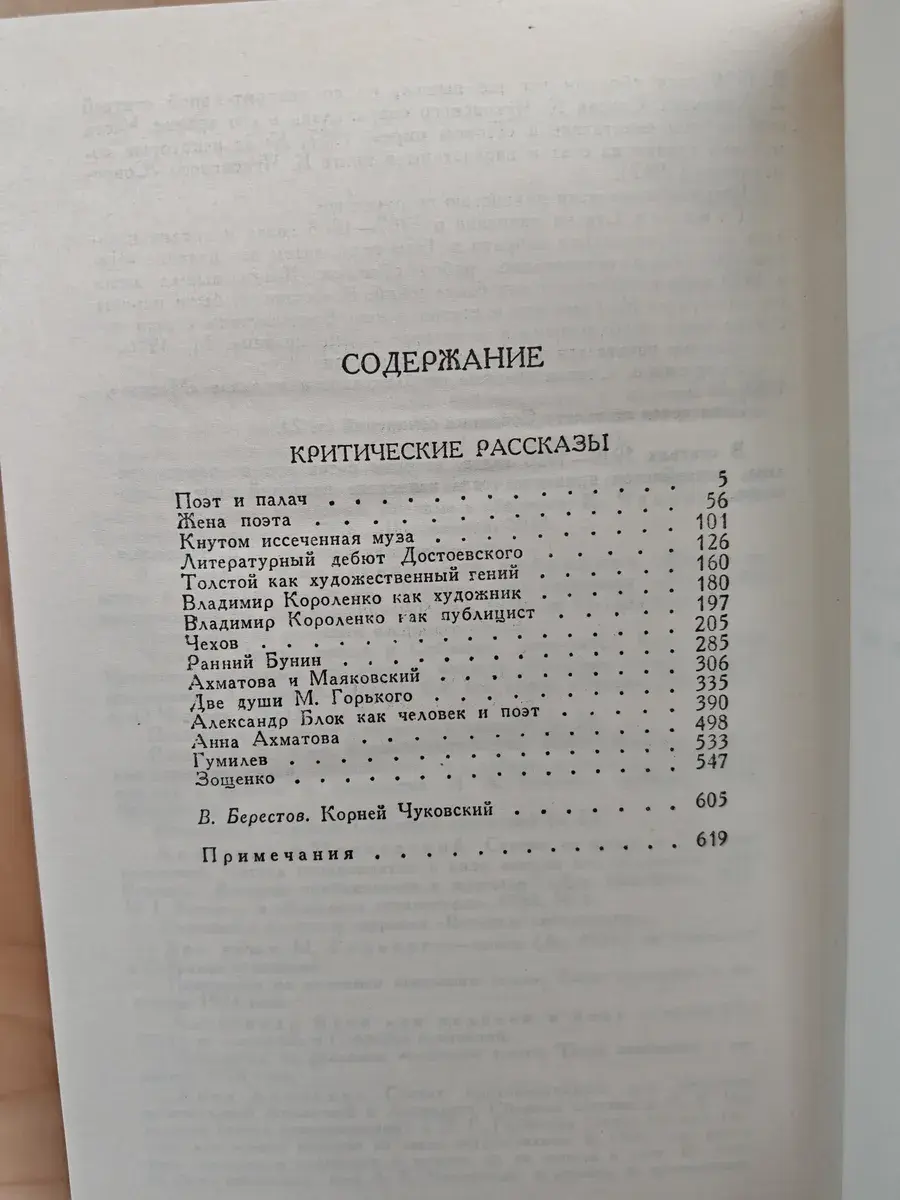 СОДЕРЖАНИЕ
КРИТИЧЕСКИЕ РАССКАЗЫ
Поэт и палач . . . . . . . . . . . . . . 5
Жена поэта . . . . . . . . . . . . . . 56
Кнутом иссеченная муза . . . . . . . . . 101
Литературный дебют Достоевского . . . . . 126
Толстой как художественный гений . . . . . 160
Владимир Короленко как художник . . . . . 180
Владимир Короленко как публицист . . . . . 197
Чехов . . . . . . . . . . . . . . . . 205
Ранний Бунин . . . . . . . . . . . . . 285
Ахматова и Маяковский . . . . . . . . . 306
Две души М. Горького . . . . . . . . . 335
Александр Блок как человек и поэт . . . . . 390
Анна Ахматова . . . . . . . . . . . . 498
Гумилев . . . . . . . . . . . . . . . 533
Зощенко . . . . . . . . . . . . . . . 547
В. Берестов. Корней Чуковский . . . . . . . 605
Примечания . . . . . . . . . . . . . 619